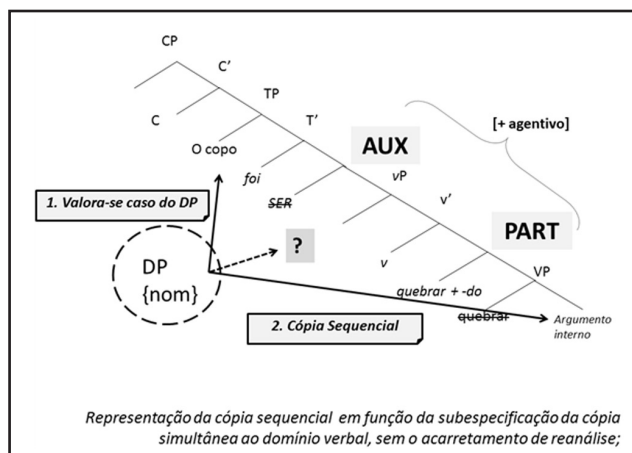 CP
C'
TP
C
T'
[+ agentivo]
O copo
AUX
foi
vP
1. Valora-se caso do DP
SER
v'
?
PART
DP
{nom}
v
VP
quebrar + -do
2. Cópia Sequencial
quebrar
Argumento
interno
Representação da cópia sequencial em função da subespecificação da cópia
simultânea ao domínio verbal, sem o acarretamento de reanálise;